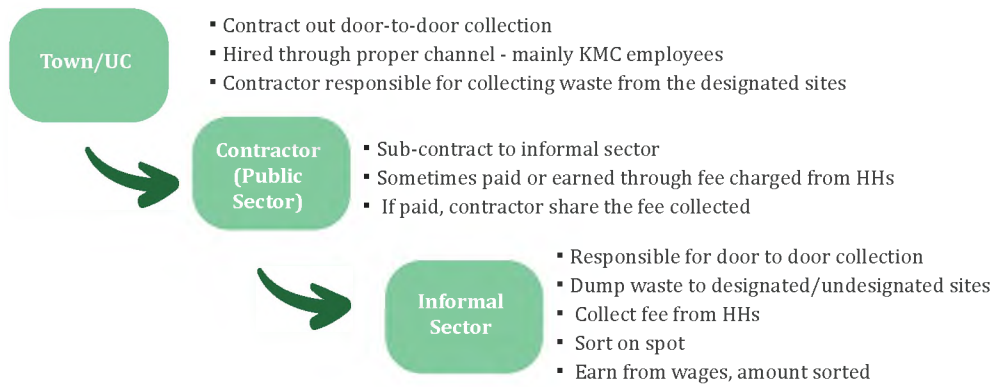 Town/UC
▪ Contract out door-to-door collection
▪ Hired through proper channel - mainly KMC employees
▪ Contractor responsible for collecting waste from the designated sites
Contractor
(Public
Sector)
▪ Sub-contract to informal sector
▪ Sometimes paid or earned through fee charged from HHs
▪ If paid, contractor share the fee collected
Informal
Sector
▪ Responsible for door to door collection
▪ Dump waste to designated/undesignated sites
▪ Collect fee from HHs
▪ Sort on spot
▪ Earn from wages, amount sorted